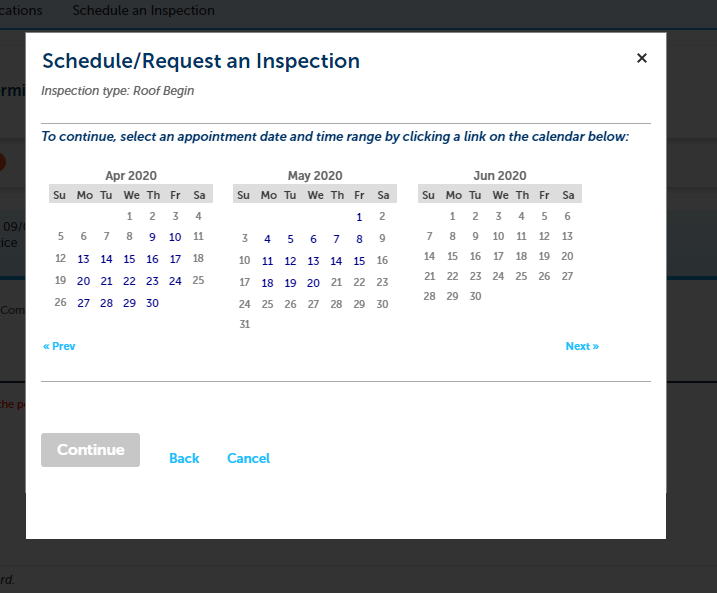 cations Schedule an Inspection
Schedule/Request an Inspection ×
rmi
Inspection type: Roof Begin
To continue, select an appointment date and time range by clicking a link on the calendar below:
Apr 2020 May 2020 Jun 2020
Su Mo Tu We Th Fr Sa Su Mo Tu We Th Fr Sa Su Mo Tu We Th Fr Sa
1 2 3 4 1 2 1 2 3 4 5 6
5 6 7 8 9 10 11 3 4 5 6 7 8 9 7 8 9 10 11 12 13
12 13 14 15 16 17 18 10 11 12 13 14 15 16 14 15 16 17 18 19 20
19 20 21 22 23 24 25 17 18 19 20 21 22 23 21 22 23 24 25 26 27
26 27 28 29 30 24 25 26 27 28 29 30 28 29 30
31
09/
ice
Com
« Prev Next »
the p
Continue Back Cancel
rd.